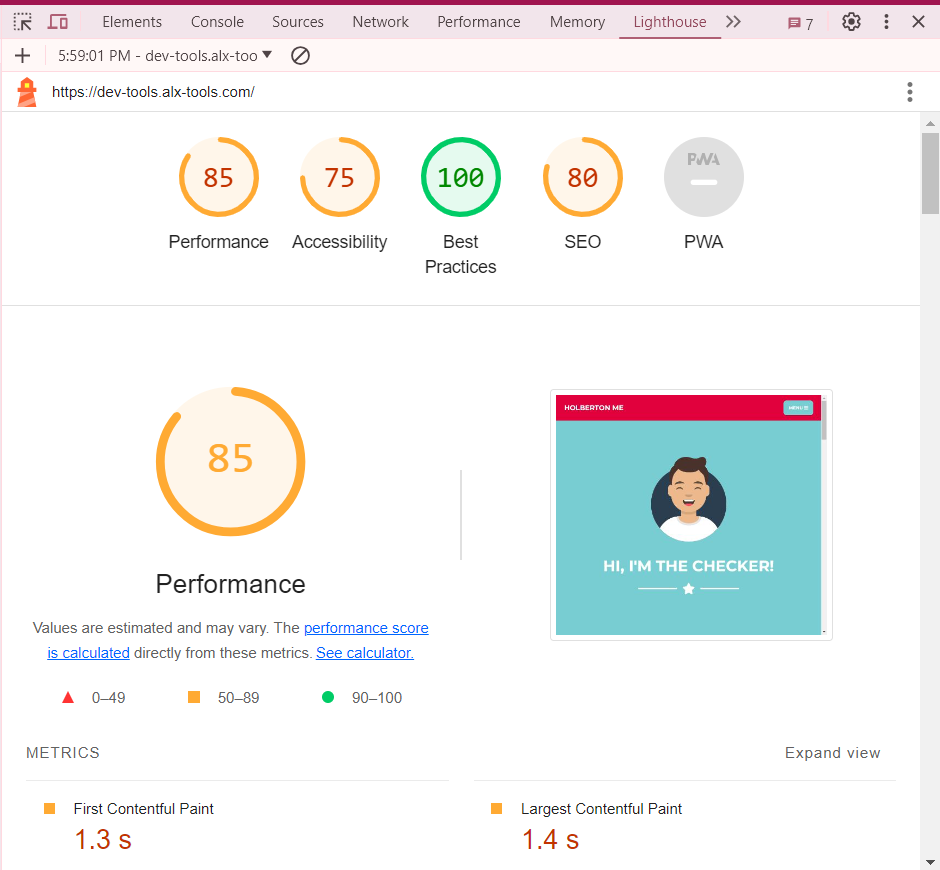 Elements Console Sources Network Performance Memory Lighthouse 7
5:59:01 PM - dev-tools.alx-too
https://dev-tools.alx-tools.com/
85 75 100 80 PWA
Performance Accessibility Best Practices SEO PWA
HOLBERTON ME MENU
85
HI, I'M THE CHECKER!
Performance
Values are estimated and may vary. The performance score
is calculated directly from these metrics. See calculator.
0–49 50–89 90–100
METRICS Expand view
First Contentful Paint Largest Contentful Paint
1.3 s 1.4 s